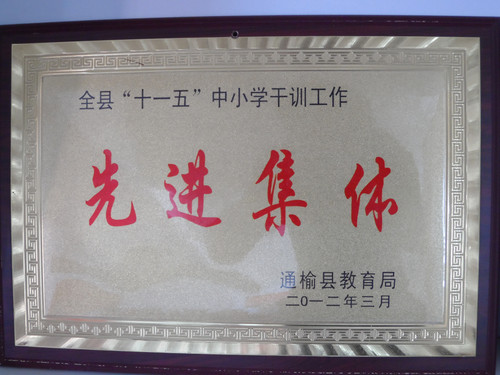 全县“十一五”中小学干训工作
先进集体
通榆县教育局
二〇一二年三月